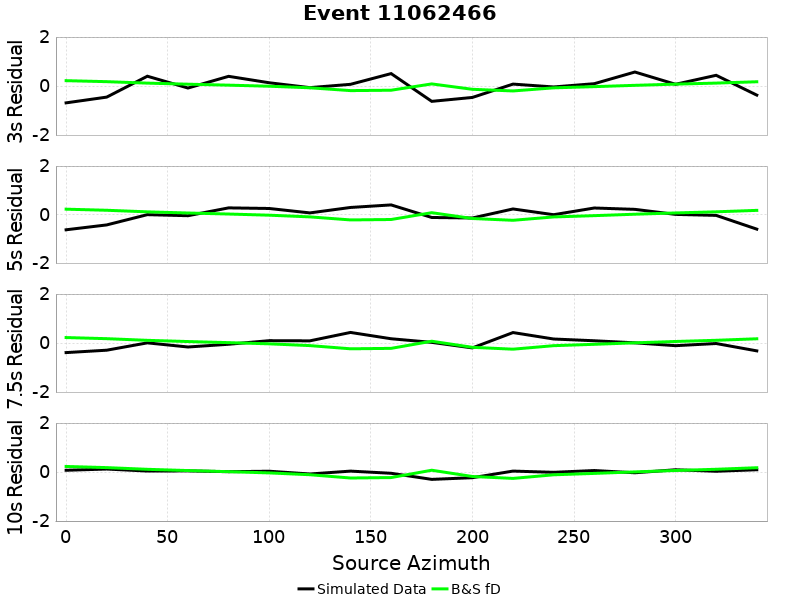 Event 11062466
3s Residual
2
0
-2
5s Residual
2
0
-2
7.5s Residual
2
0
-2
10s Residual
2
0
-2
0 50 100 150 200 250 300
Source Azimuth
Simulated Data B&S fD